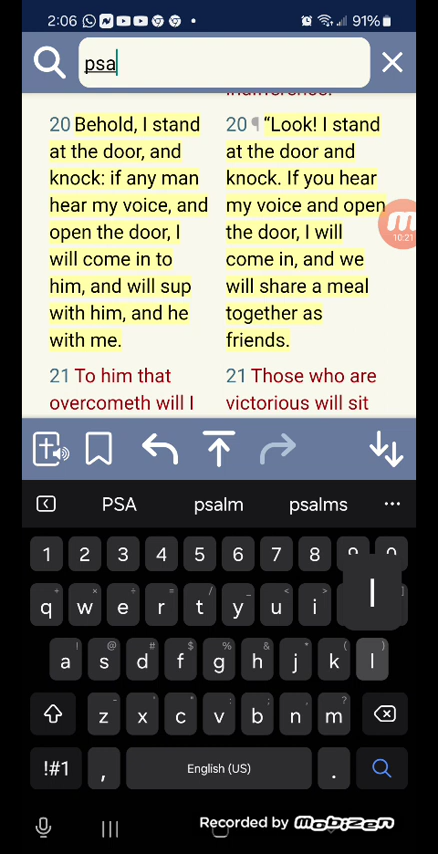 2:06
91%
psa
10:21
20 Behold, I stand
at the door, and
knock: if any man
hear my voice, and
open the door, I
will come in to
him, and will sup
with him, and he
with me.
21 To him that
overcometh will I
20 ¶ “Look! I stand
at the door and
knock. If you hear
my voice and open
the door, I will
come in, and we
will share a meal
together as
friends.
21 Those who are
victorious will sit
PSA psalm psalms
1 2 3 4 5 6 7 8 9 0
q w e r t y u i
l
a s d f g h j k l
z x c v b n m
!#1 , English (US) .
Recorded by mobizen